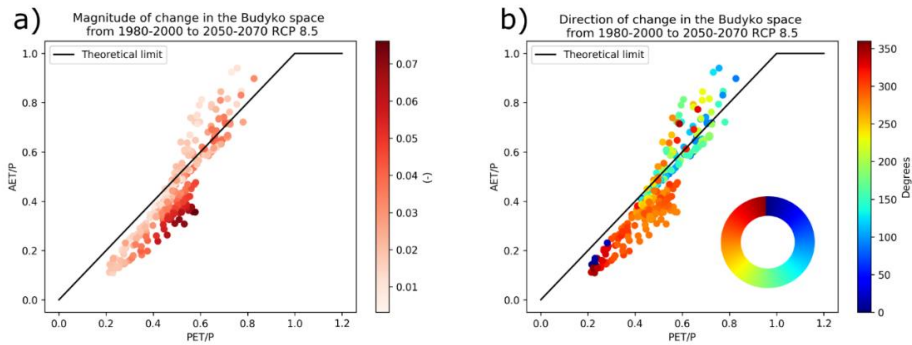 a)
Magnitude of change in the Budyko space
from 1980-2000 to 2050-2070 RCP 8.5
Theoretical limit
1.0
0.8
0.6
0.4
0.2
0.0
AET/P
0.0 0.2 0.4 0.6 0.8 1.0 1.2
PET/P
0.07
0.06
0.05
0.04
0.03
0.02
0.01
(-)
b)
Direction of change in the Budyko space
from 1980-2000 to 2050-2070 RCP 8.5
Theoretical limit
1.0
0.8
0.6
0.4
0.2
0.0
AET/P
0.0 0.2 0.4 0.6 0.8 1.0 1.2
PET/P
350
300
250
200
150
100
50
0
Degrees